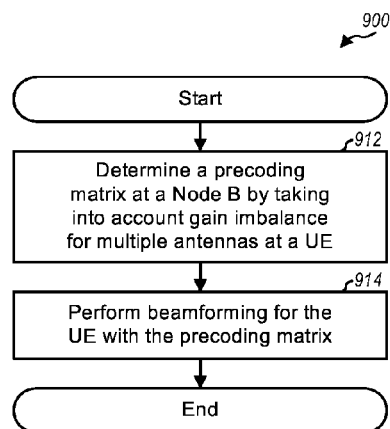 900
Start
912
Determine a precoding
matrix at a Node B by taking
into account gain imbalance
for multiple antennas at a UE
914
Perform beamforming for the
UE with the precoding matrix
End